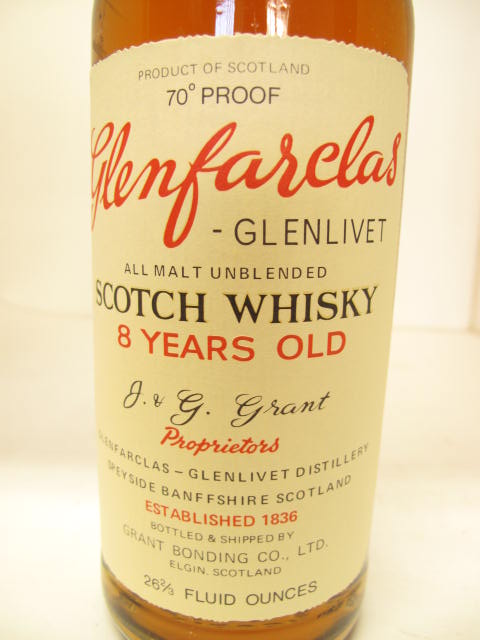 PRODUCT OF SCOTLAND
70° PROOF
Glenfarclas
- GLENLIVET
ALL MALT UNBLENDED
SCOTCH WHISKY
8 YEARS OLD
J. & G. Grant
Proprietors
GLENFARCLAS - GLENLIVET DISTILLERY
SPEYSIDE BANFFSHIRE SCOTLAND
ESTABLISHED 1836
BOTTLED & SHIPPED BY
GRANT BONDING CO., LTD.
ELGIN, SCOTLAND
26⅔ FLUID OUNCES